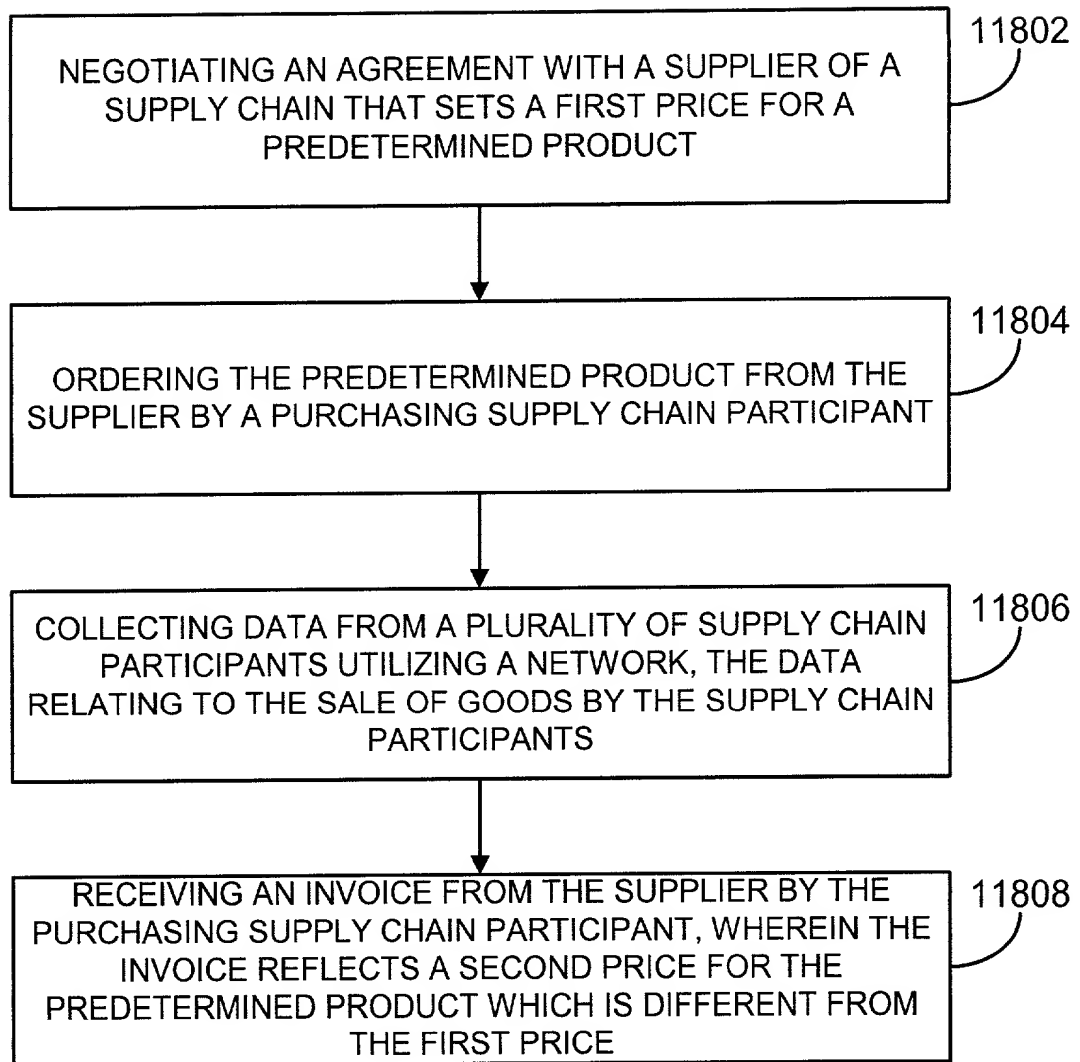 11802
NEGOTIATING AN AGREEMENT WITH A SUPPLIER OF A
SUPPLY CHAIN THAT SETS A FIRST PRICE FOR A
PREDETERMINED PRODUCT
11804
ORDERING THE PREDETERMINED PRODUCT FROM THE
SUPPLIER BY A PURCHASING SUPPLY CHAIN PARTICIPANT
11806
COLLECTING DATA FROM A PLURALITY OF SUPPLY CHAIN
PARTICIPANTS UTILIZING A NETWORK, THE DATA
RELATING TO THE SALE OF GOODS BY THE SUPPLY CHAIN
PARTICIPANTS
11808
RECEIVING AN INVOICE FROM THE SUPPLIER BY THE
PURCHASING SUPPLY CHAIN PARTICIPANT, WHEREIN THE
INVOICE REFLECTS A SECOND PRICE FOR THE
PREDETERMINED PRODUCT WHICH IS DIFFERENT FROM
THE FIRST PRICE